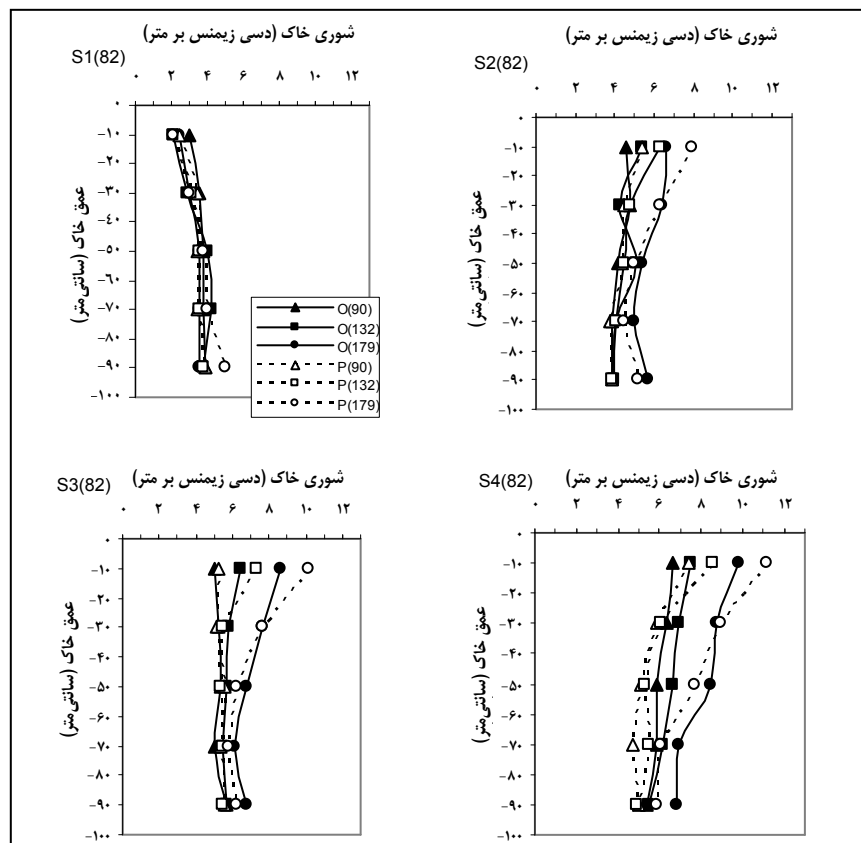 شوری خاک (دسی زیمنس بر متر)
S1(82)
۰ ۲ ۴ ۶ ۸ ۱۰ ۱۲
۰
-۱۰
-۲۰
-۳۰
-۴۰
-۵۰
-۶۰
-۷۰
-۸۰
-۹۰
-۱۰۰
عمق خاک (سانتی‌متر)
O(90)
O(132)
O(179)
P(90)
P(132)
P(179)
شوری خاک (دسی زیمنس بر متر)
S2(82)
۰ ۲ ۴ ۶ ۸ ۱۰ ۱۲
۰
-۱۰
-۲۰
-۳۰
-۴۰
-۵۰
-۶۰
-۷۰
-۸۰
-۹۰
-۱۰۰
عمق خاک (سانتی‌متر)
شوری خاک (دسی زیمنس بر متر)
S3(82)
۰ ۲ ۴ ۶ ۸ ۱۰ ۱۲
۰
-۱۰
-۲۰
-۳۰
-۴۰
-۵۰
-۶۰
-۷۰
-۸۰
-۹۰
-۱۰۰
عمق خاک (سانتی‌متر)
شوری خاک (دسی زیمنس بر متر)
S4(82)
۰ ۲ ۴ ۶ ۸ ۱۰ ۱۲
۰
-۱۰
-۲۰
-۳۰
-۴۰
-۵۰
-۶۰
-۷۰
-۸۰
-۹۰
-۱۰۰
عمق خاک (سانتی‌متر)